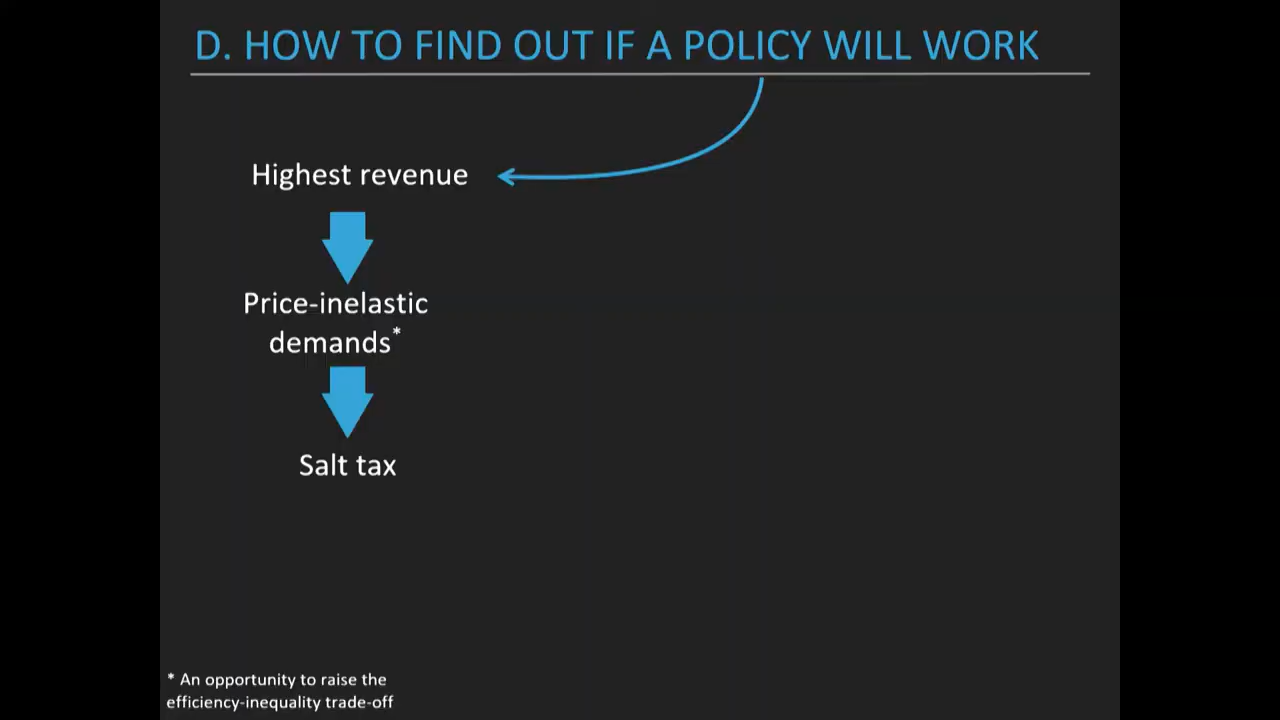 D. HOW TO FIND OUT IF A POLICY WILL WORK
Highest revenue
Price-inelastic
demands*
Salt tax
* An opportunity to raise the
efficiency-inequality trade-off